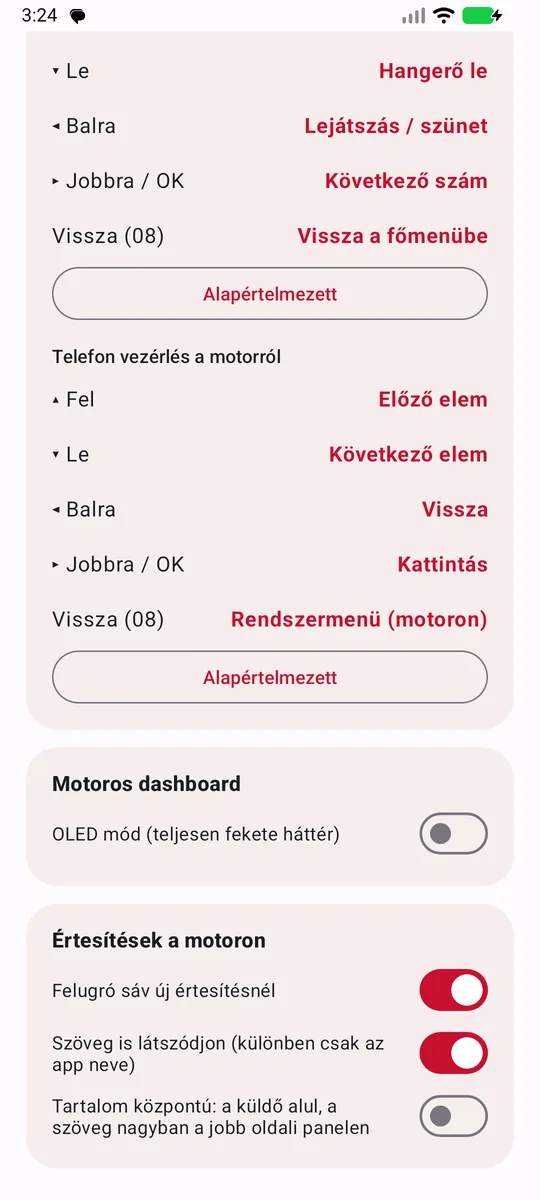 3:24
▾ Le Hangerő le
◂ Balra Lejátszás / szünet
▸ Jobbra / OK Következő szám
Vissza (08) Vissza a főmenübe
Alapértelmezett
Telefon vezérlés a motorról
▴ Fel Előző elem
▾ Le Következő elem
◂ Balra Vissza
▸ Jobbra / OK Kattintás
Vissza (08) Rendszermenü (motoron)
Alapértelmezett
Motoros dashboard
OLED mód (teljesen fekete háttér)
Értesítések a motoron
Felugró sáv új értesítésnél
Szöveg is látszódjon (különben csak az
app neve)
Tartalom központú: a küldő alul, a
szöveg nagyban a jobb oldali panelen